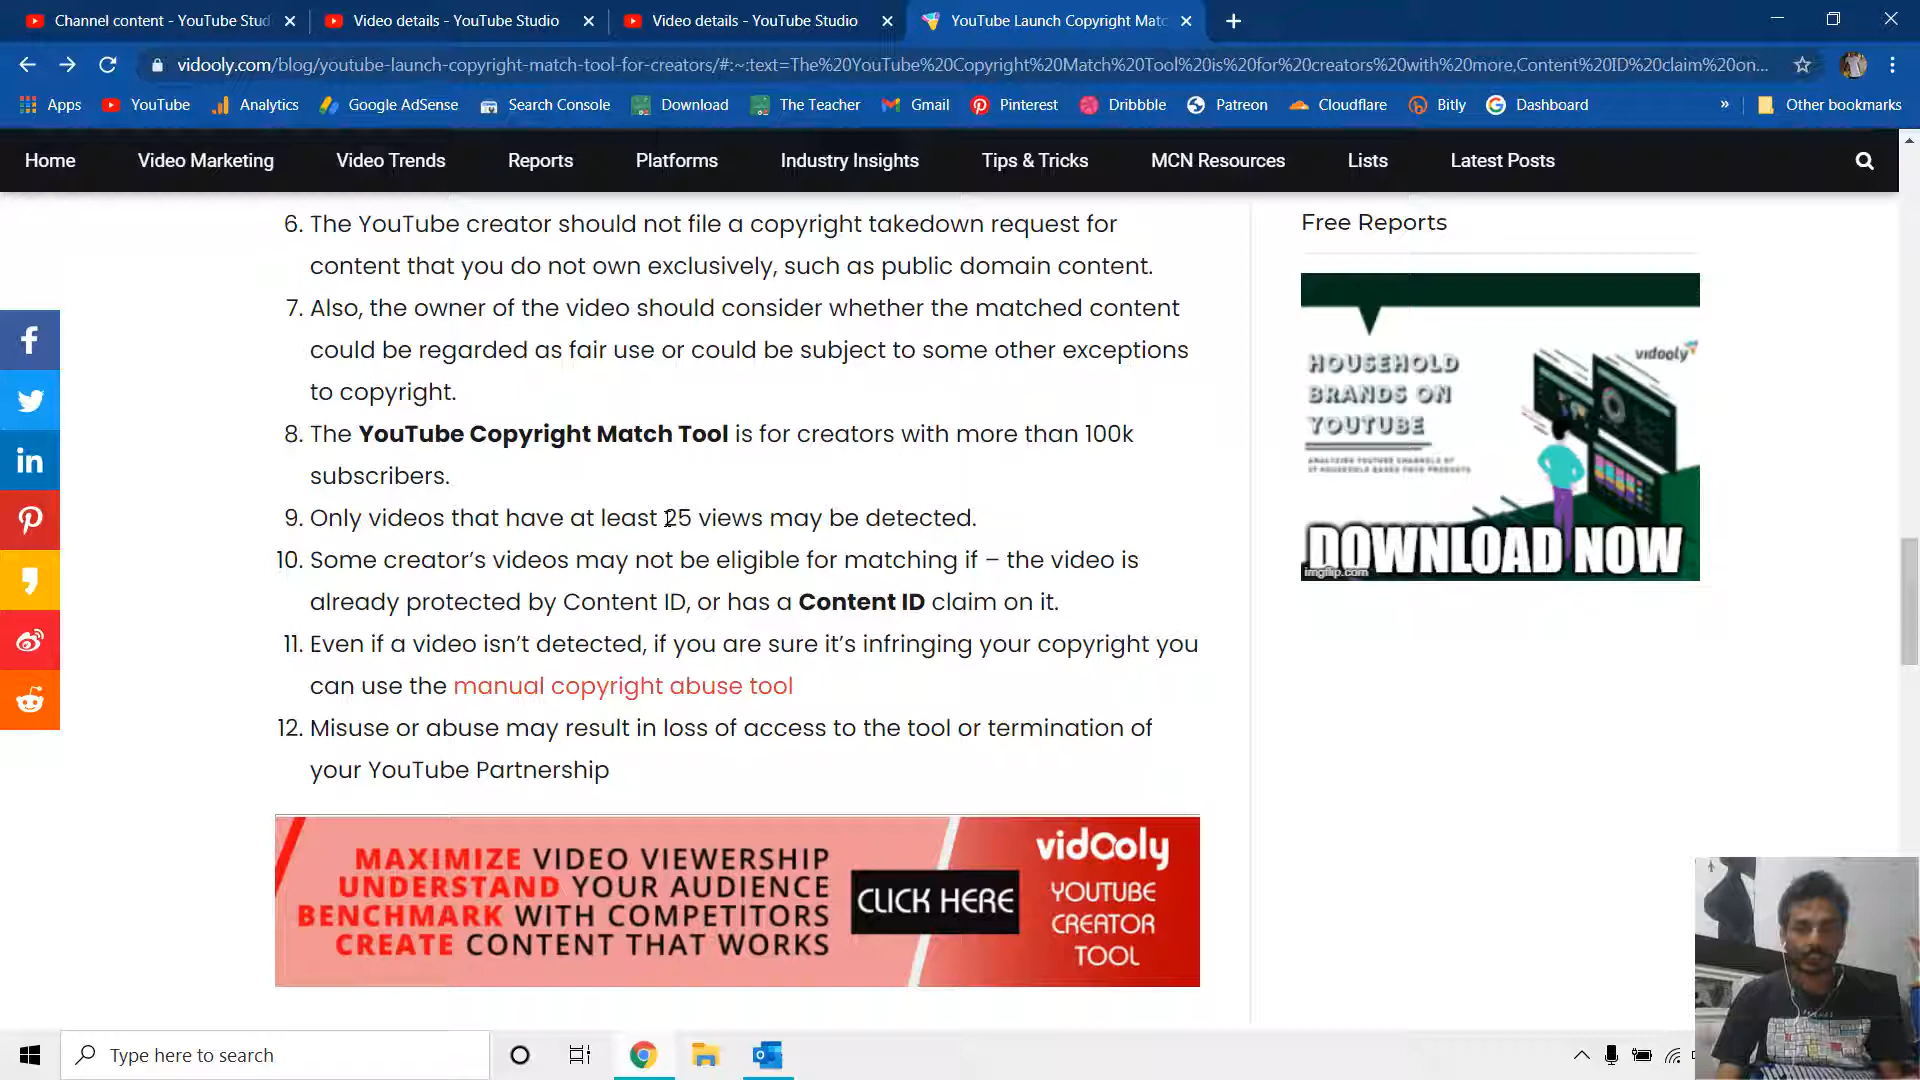 Channel content - YouTube Stud
Video details - YouTube Studio
Video details - YouTube Studio
YouTube Launch Copyright Matc
vidooly.com/blog/youtube-launch-copyright-match-tool-for-creators/#:~:text=The%20YouTube%20Copyright%20Match%20Tool%20is%20for%20creators%20with%20more,Content%20ID%20claim%20on...
Apps
YouTube
Analytics
Google AdSense
Search Console
Download
The Teacher
Gmail
Pinterest
Dribbble
Patreon
Cloudflare
Bitly
Dashboard
»
Other bookmarks
Home
Video Marketing
Video Trends
Reports
Platforms
Industry Insights
Tips & Tricks
MCN Resources
Lists
Latest Posts
6. The YouTube creator should not file a copyright takedown request for
content that you do not own exclusively, such as public domain content.
7. Also, the owner of the video should consider whether the matched content
could be regarded as fair use or could be subject to some other exceptions
to copyright.
8. The YouTube Copyright Match Tool is for creators with more than 100k
subscribers.
9. Only videos that have at least 25 views may be detected.
10. Some creator's videos may not be eligible for matching if – the video is
already protected by Content ID, or has a Content ID claim on it.
11. Even if a video isn't detected, if you are sure it's infringing your copyright you
can use the manual copyright abuse tool
12. Misuse or abuse may result in loss of access to the tool or termination of
your YouTube Partnership
Free Reports
vidooly
HOUSEHOLD
BRANDS ON
YOUTUBE
DOWNLOAD NOW
imgflip.com
MAXIMIZE VIDEO VIEWERSHIP
UNDERSTAND YOUR AUDIENCE
BENCHMARK WITH COMPETITORS
CREATE CONTENT THAT WORKS
CLICK HERE
vidooly
YOUTUBE
CREATOR
TOOL
Type here to search